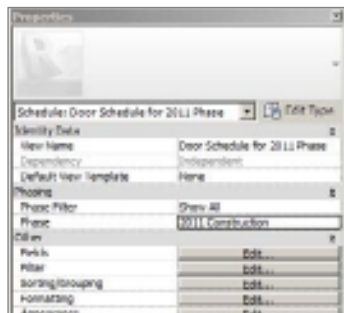 Properties
Schedule: Door Schedule for 2011 Phase
Edit Type
Identity Data
View Name Door Schedule for 2011 Phase
Dependency Independent
Default View Template None
Phasing
Phase Filter Show All
Phase 2011 Construction
Other
Fields Edit...
Filter Edit...
Sorting/Grouping Edit...
Formatting Edit...
Appearance Edit...